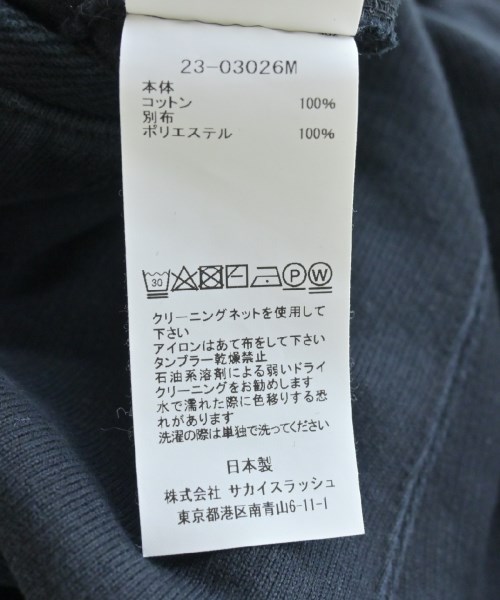 23-03026M
本体
コットン 100%
別布
ポリエステル 100%
30 P W
クリーニングネットを使用して
下さい
アイロンはあて布をして下さい
タンブラー乾燥禁止
石油系溶剤による弱いドライ
クリーニングをお勧めします
水で濡れた際に色移りする恐
れがあります
洗濯の際は単独で洗ってください
日本製
株式会社 サカイスラッシュ
東京都港区南青山6-11-1